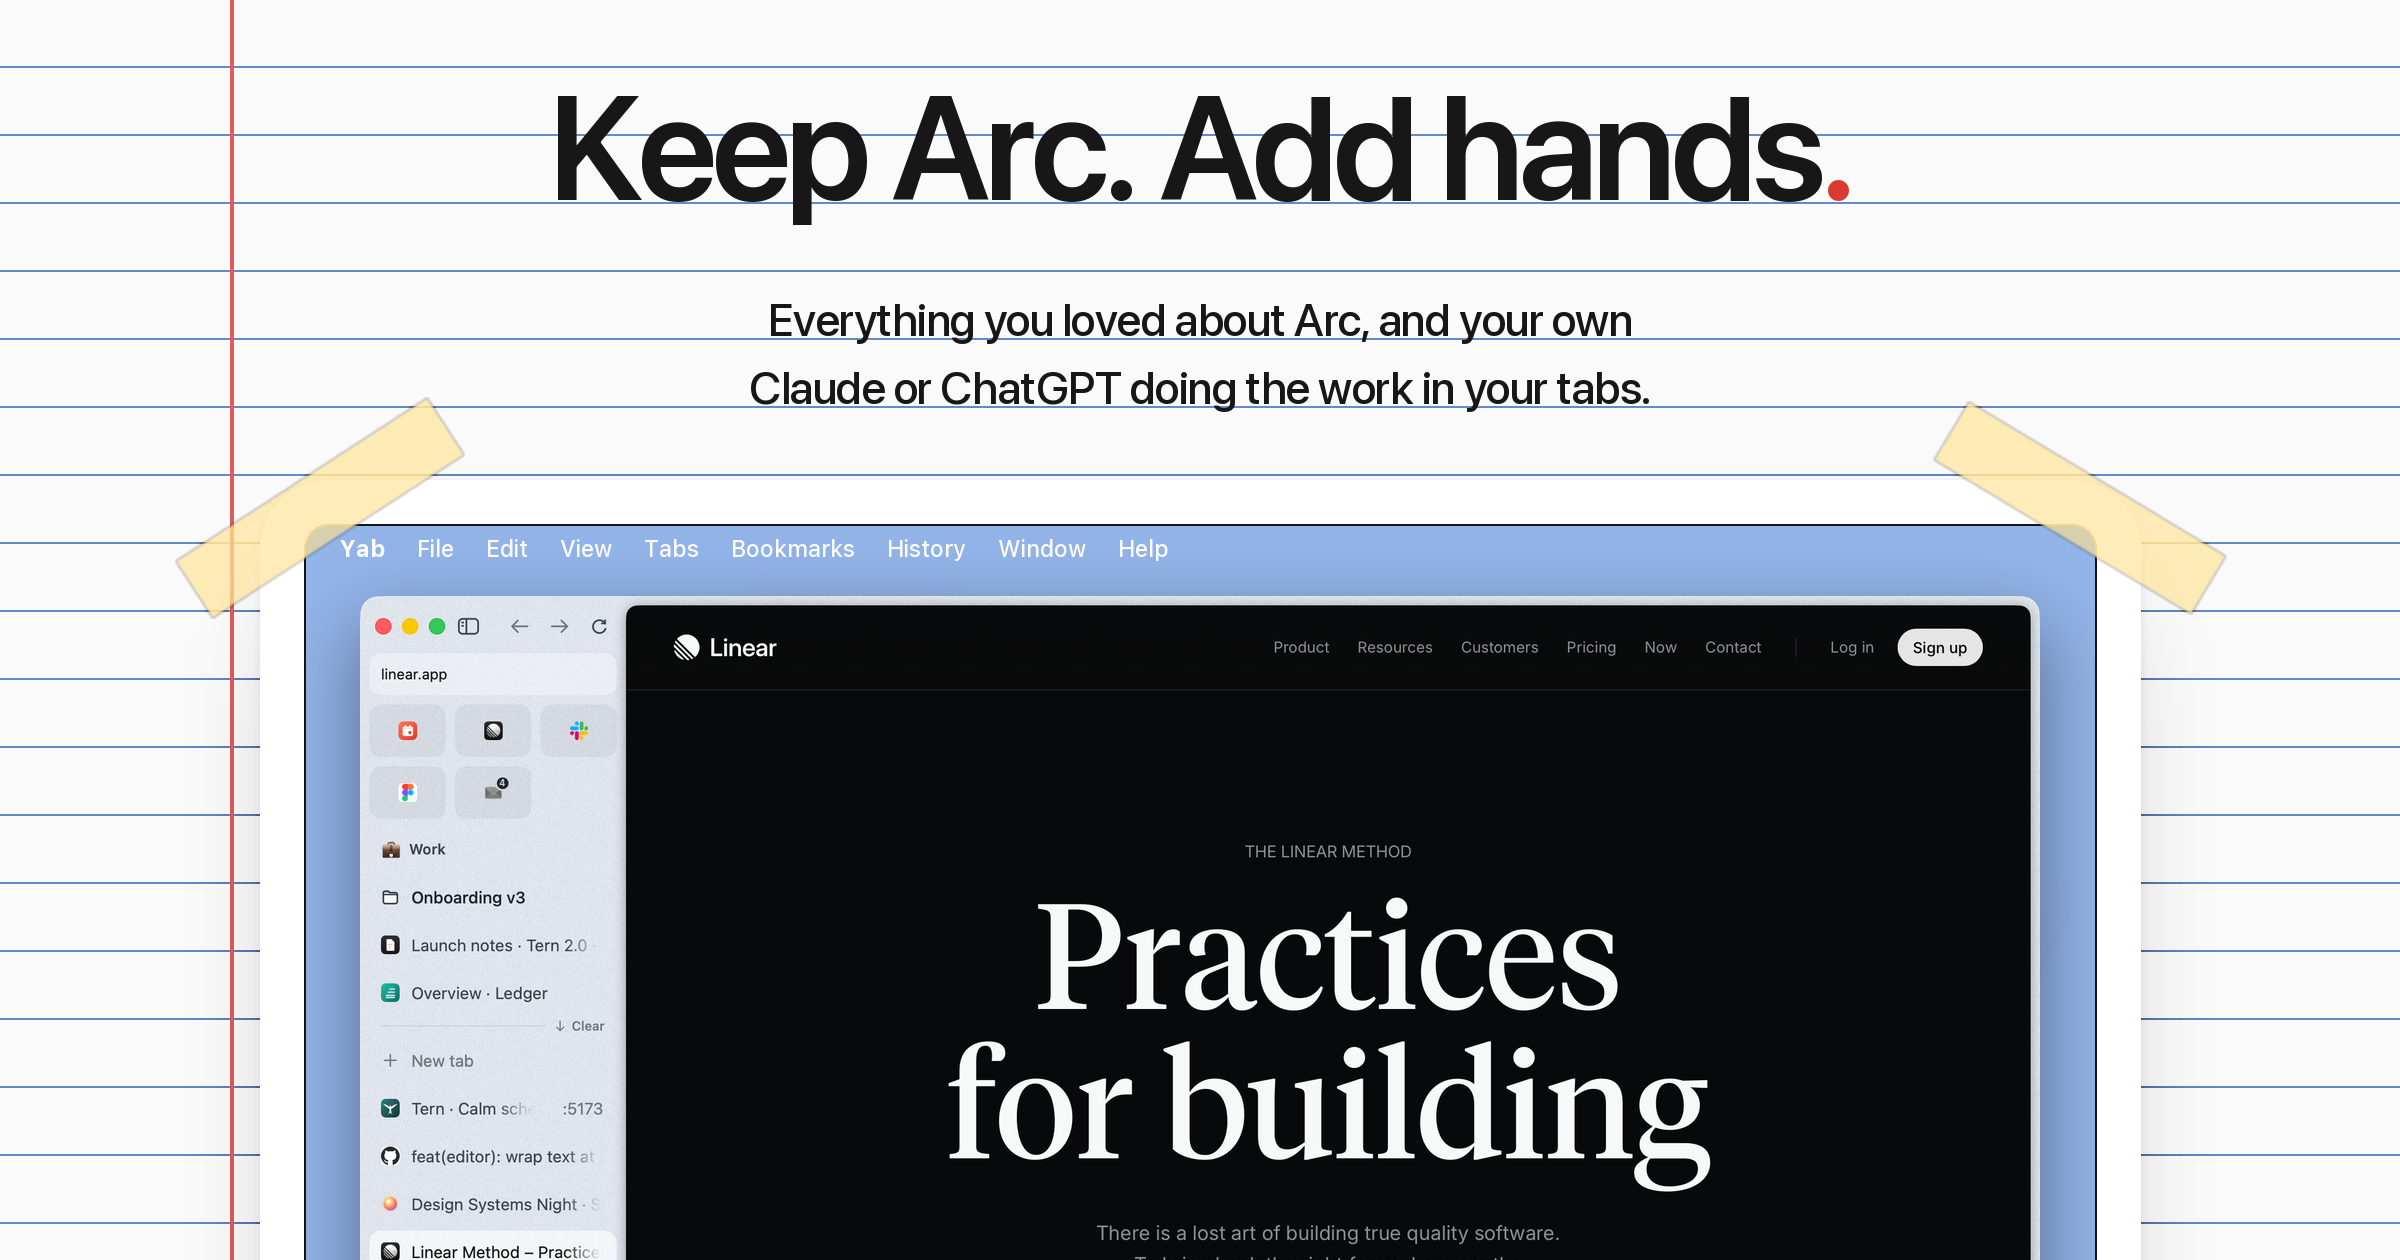 Keep Arc. Add hands.
Everything you loved about Arc, and your own
Claude or ChatGPT doing the work in your tabs.
Yab File Edit View Tabs Bookmarks History Window Help
linear.app
4
Work
Onboarding v3
Launch notes · Tern 2.0 ·
Overview · Ledger
Clear
New tab
Tern · Calm sche :5173
feat(editor): wrap text at
Design Systems Night · S
Linear Method – Practice
Linear
Product Resources Customers Pricing Now Contact Log in Sign up
THE LINEAR METHOD
Practices
for building
There is a lost art of building true quality software.